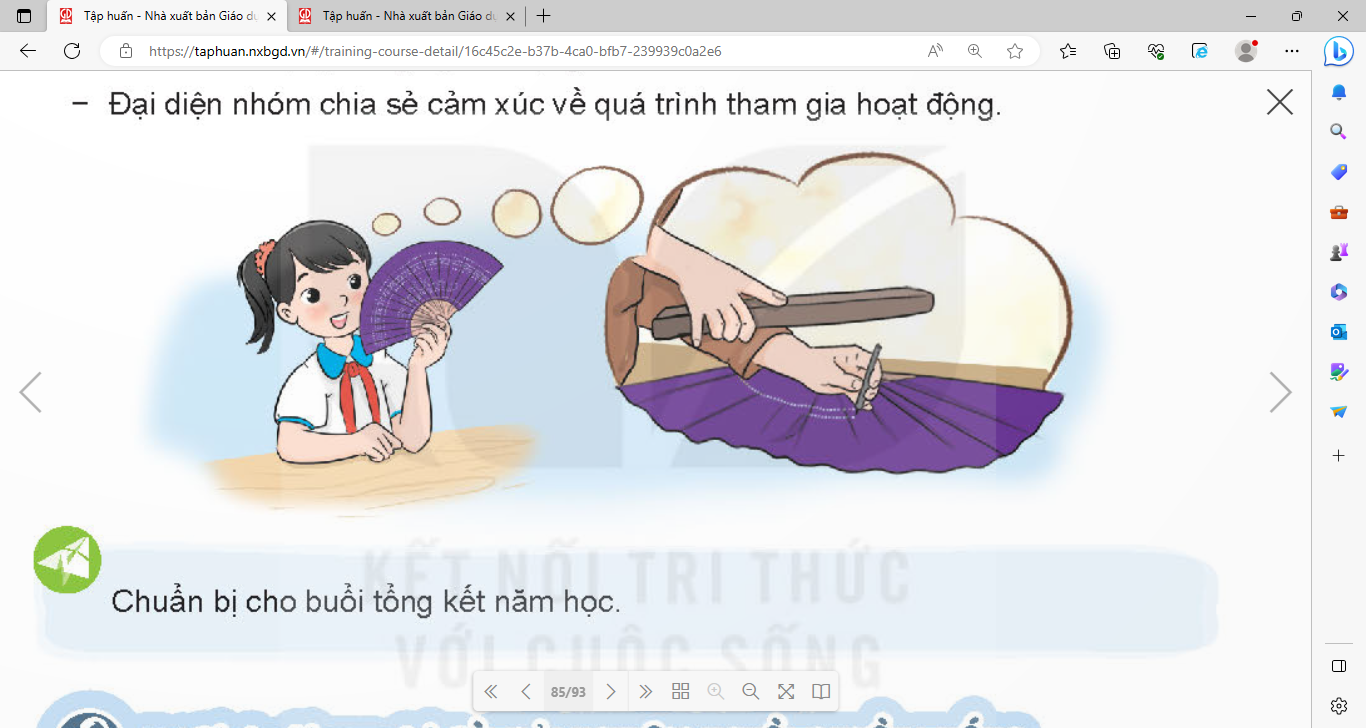 Tập huấn - Nhà xuất bản Giáo dụ
Tập huấn - Nhà xuất bản Giáo dụ
https://taphuan.nxbgd.vn/#/training-course-detail/16c45c2e-b37b-4ca0-bfb7-239939c0a2e6
– Đại diện nhóm chia sẻ cảm xúc về quá trình tham gia hoạt động.
KẾT NỐI TRI THỨC
Chuẩn bị cho buổi tổng kết năm học.
VỚI CUỘC SỐNG
85/93